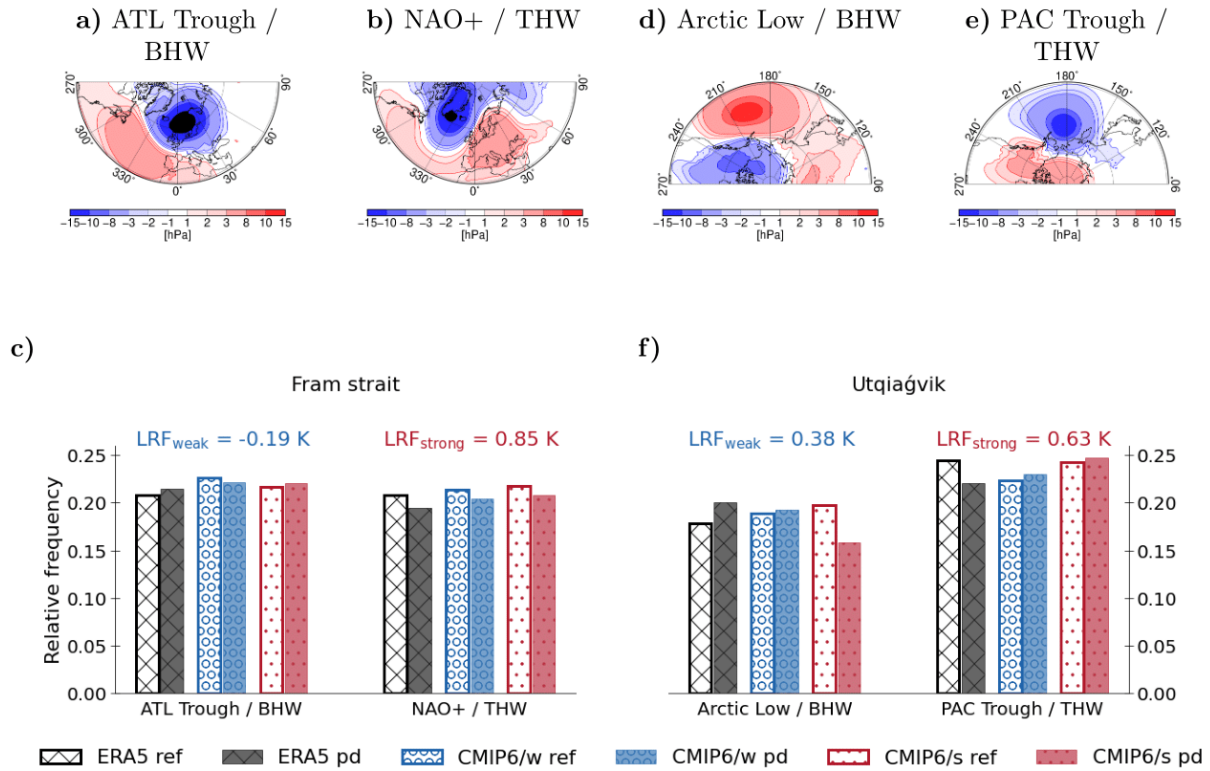 a) ATL Trough /
BHW
b) NAO+ / THW
d) Arctic Low / BHW
e) PAC Trough /
THW
270° 300° 330° 0° 30° 60° 90°
270° 300° 330° 0° 30° 60° 90°
270° 240° 210° 180° 150° 120° 90°
270° 240° 210° 180° 150° 120° 90°
−15 −10 −8 −3 −2 −1 1 2 3 8 10 15
[hPa]
−15 −10 −8 −3 −2 −1 1 2 3 8 10 15
[hPa]
−15 −10 −8 −3 −2 −1 1 2 3 8 10 15
[hPa]
−15 −10 −8 −3 −2 −1 1 2 3 8 10 15
[hPa]
c)
f)
Fram strait
Utqiaǵvik
LRFweak = -0.19 K
LRFstrong = 0.85 K
LRFweak = 0.38 K
LRFstrong = 0.63 K
Relative frequency
0.25
0.20
0.15
0.10
0.05
0.00
0.25
0.20
0.15
0.10
0.05
0.00
ATL Trough / BHW
NAO+ / THW
Arctic Low / BHW
PAC Trough / THW
ERA5 ref
ERA5 pd
CMIP6/w ref
CMIP6/w pd
CMIP6/s ref
CMIP6/s pd